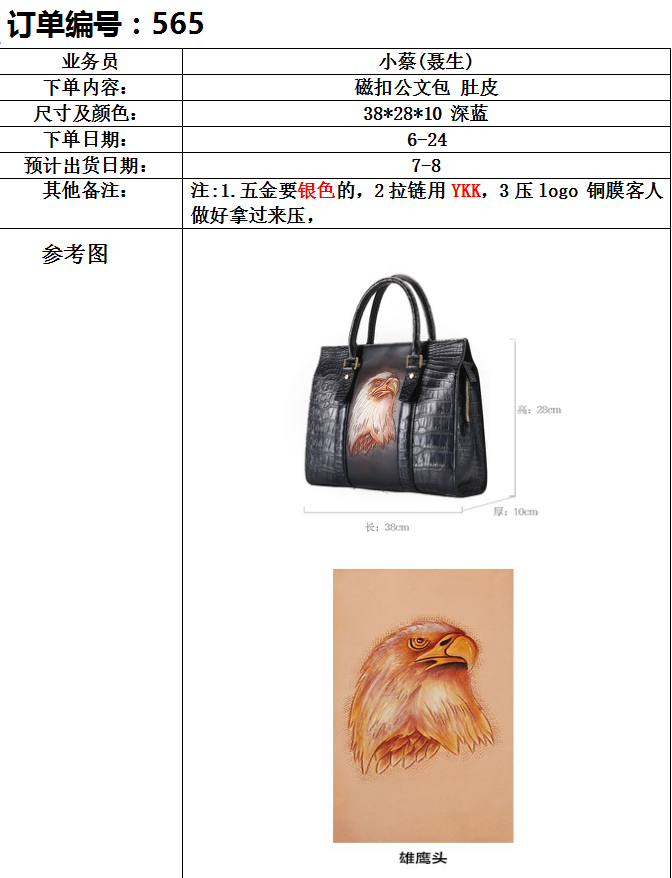 订单编号：565
业务员 小蔡(聂生)
下单内容： 磁扣公文包 肚皮
尺寸及颜色： 38*28*10 深蓝
下单日期： 6-24
预计出货日期： 7-8
其他备注： 注:1.五金要银色的，2拉链用YKK，3压logo 铜膜客人
做好拿过来压，
参考图
高：28cm
厚：10cm
长：38cm
雄鹰头